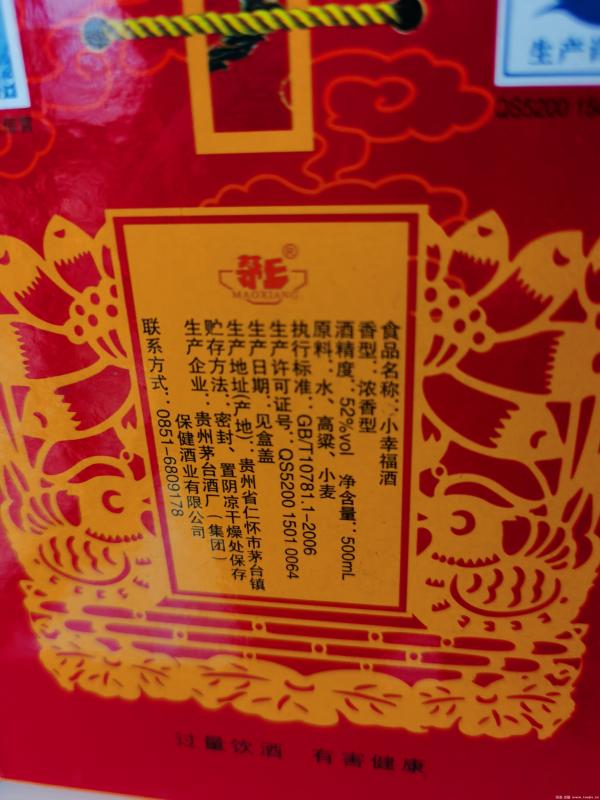 生产许
QS5200 150
MAOXIANG
®
食品名称：小幸福酒
香型：浓香型
酒精度：52%vol 净含量：500mL
原料：水、高粱、小麦
执行标准：GB/T10781.1-2006
生产许可证号：QS5200 1501 0064
生产日期：见盒盖
生产地址(产地)：贵州省仁怀市茅台镇
贮存方法：密封、置阴凉干燥处保存
生产企业：贵州茅台酒厂（集团）
保健酒业有限公司
联系方式：0851-6809178
过量饮酒 有害健康